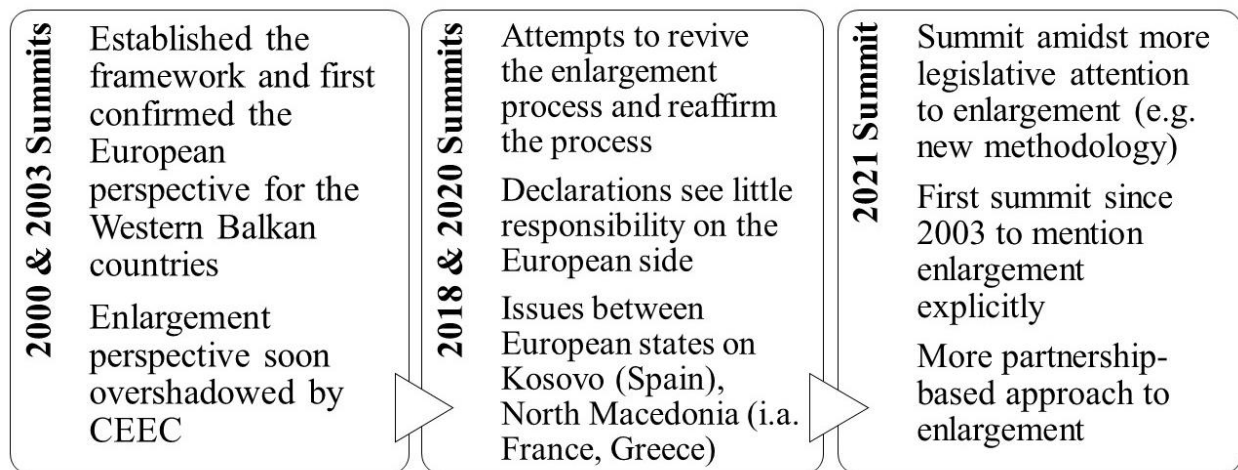 2000 & 2003 Summits
Established the
framework and first
confirmed the
European
perspective for the
Western Balkan
countries
Enlargement
perspective soon
overshadowed by
CEEC
2018 & 2020 Summits
Attempts to revive
the enlargement
process and reaffirm
the process
Declarations see little
responsibility on the
European side
Issues between
European states on
Kosovo (Spain),
North Macedonia (i.a.
France, Greece)
2021 Summit
Summit amidst more
legislative attention
to enlargement (e.g.
new methodology)
First summit since
2003 to mention
enlargement
explicitly
More partnership-
based approach to
enlargement